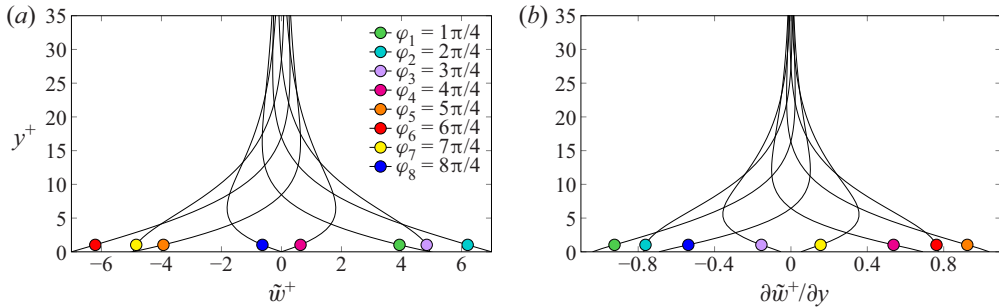 (a)
35
30
25
20
15
10
5
0
y⁺
−6 −4 −2 0 2 4 6
w̃⁺
φ₁ = 1π/4
φ₂ = 2π/4
φ₃ = 3π/4
φ₄ = 4π/4
φ₅ = 5π/4
φ₆ = 6π/4
φ₇ = 7π/4
φ₈ = 8π/4
(b)
35
30
25
20
15
10
5
0
−0.8 −0.4 0 0.4 0.8
∂w̃⁺/∂y